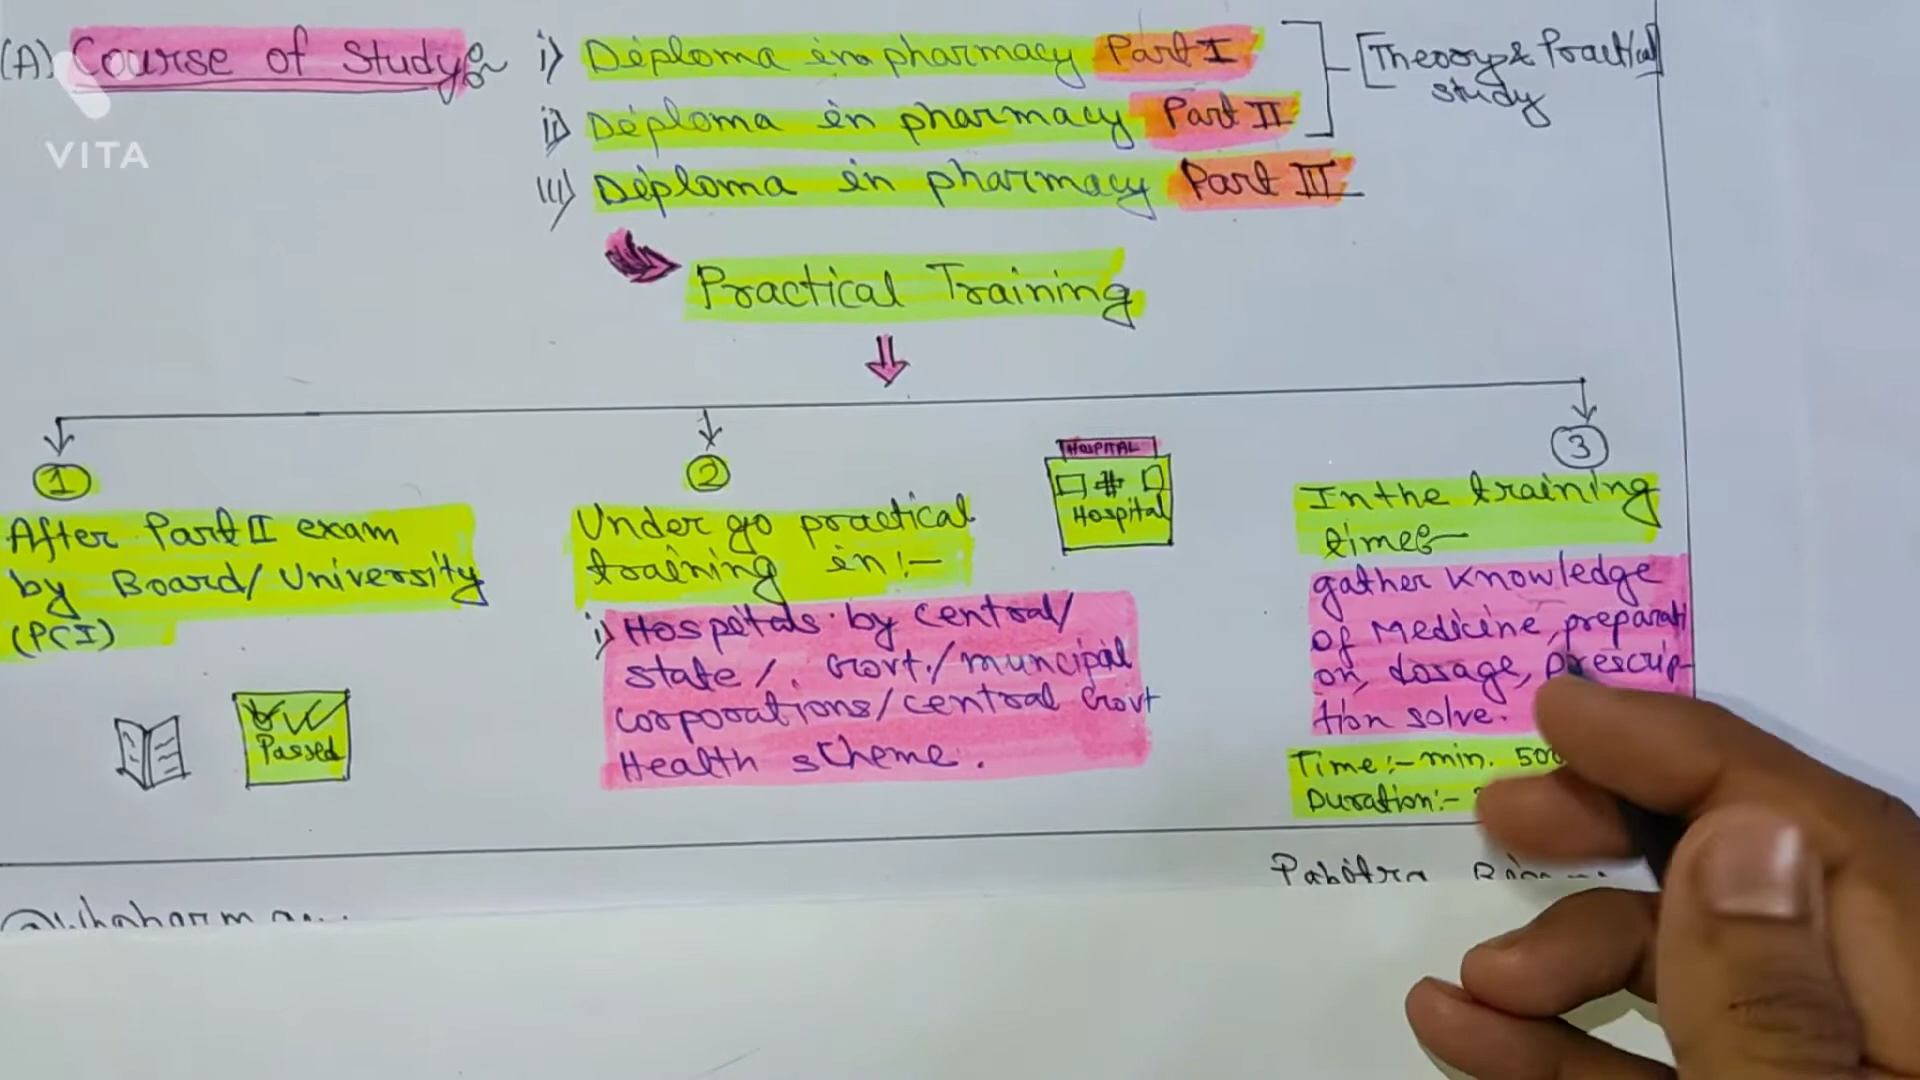 (A) Course of Study:-
i) Diploma in pharmacy Part I
[Theory & Practical]
study
ii) Diploma in pharmacy Part II
iii) Diploma in pharmacy Part III
VITA
Practical Training
1
After Part II exam
by Board/University
(PCI)
Passed
2
Under go practical
training in:-
i) Hospitals by central/
state/. Govt./muncipal
corporations/central Govt
Health scheme.
HOSPITAL
Hospital
3
In the training
time:-
gather knowledge
of Medicine, preparati
on, dosage, prescrip-
tion solve.
Time:- min. 500
Duration:-
Pabitra